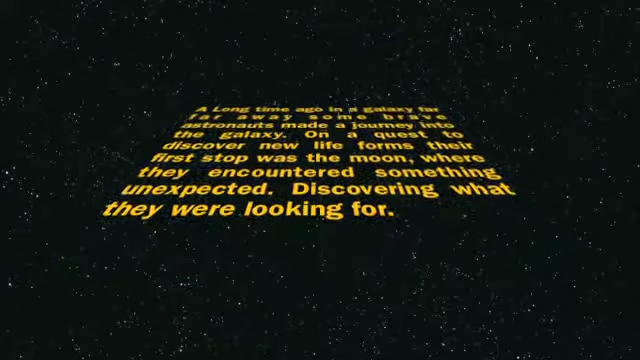 A Long time ago in a galaxy far
far away some brave
astronauts made a journey into
the galaxy. On a quest to
discover new life forms their
first stop was the moon, where
they encountered something
unexpected. Discovering what
they were looking for.